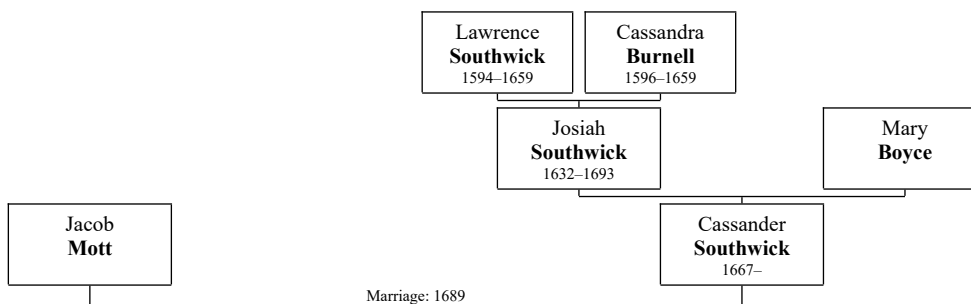 Lawrence
Southwick
1594–1659
Cassandra
Burnell
1596–1659
Josiah
Southwick
1632–1693
Mary
Boyce
Jacob
Mott
Cassander
Southwick
1667–
Marriage: 1689